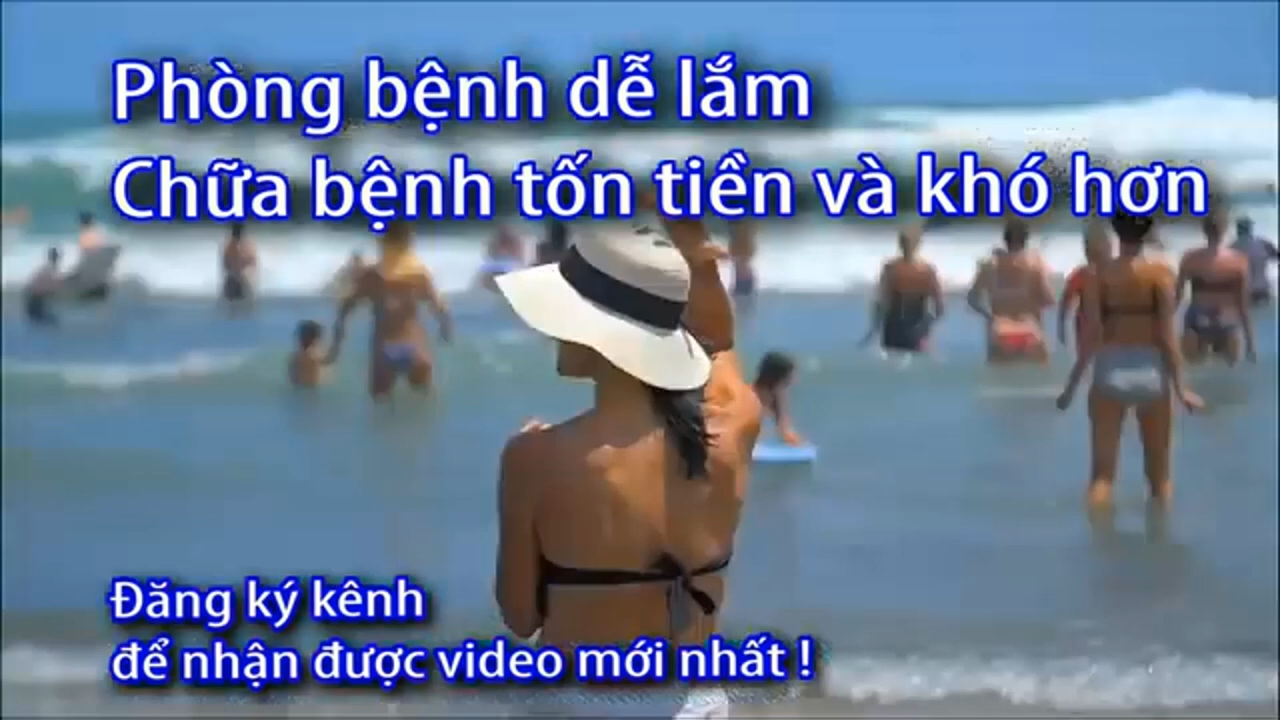 Phòng bệnh dễ lắm
Chữa bệnh tốn tiền và khó hơn
Đăng ký kênh
để nhận được video mới nhất !